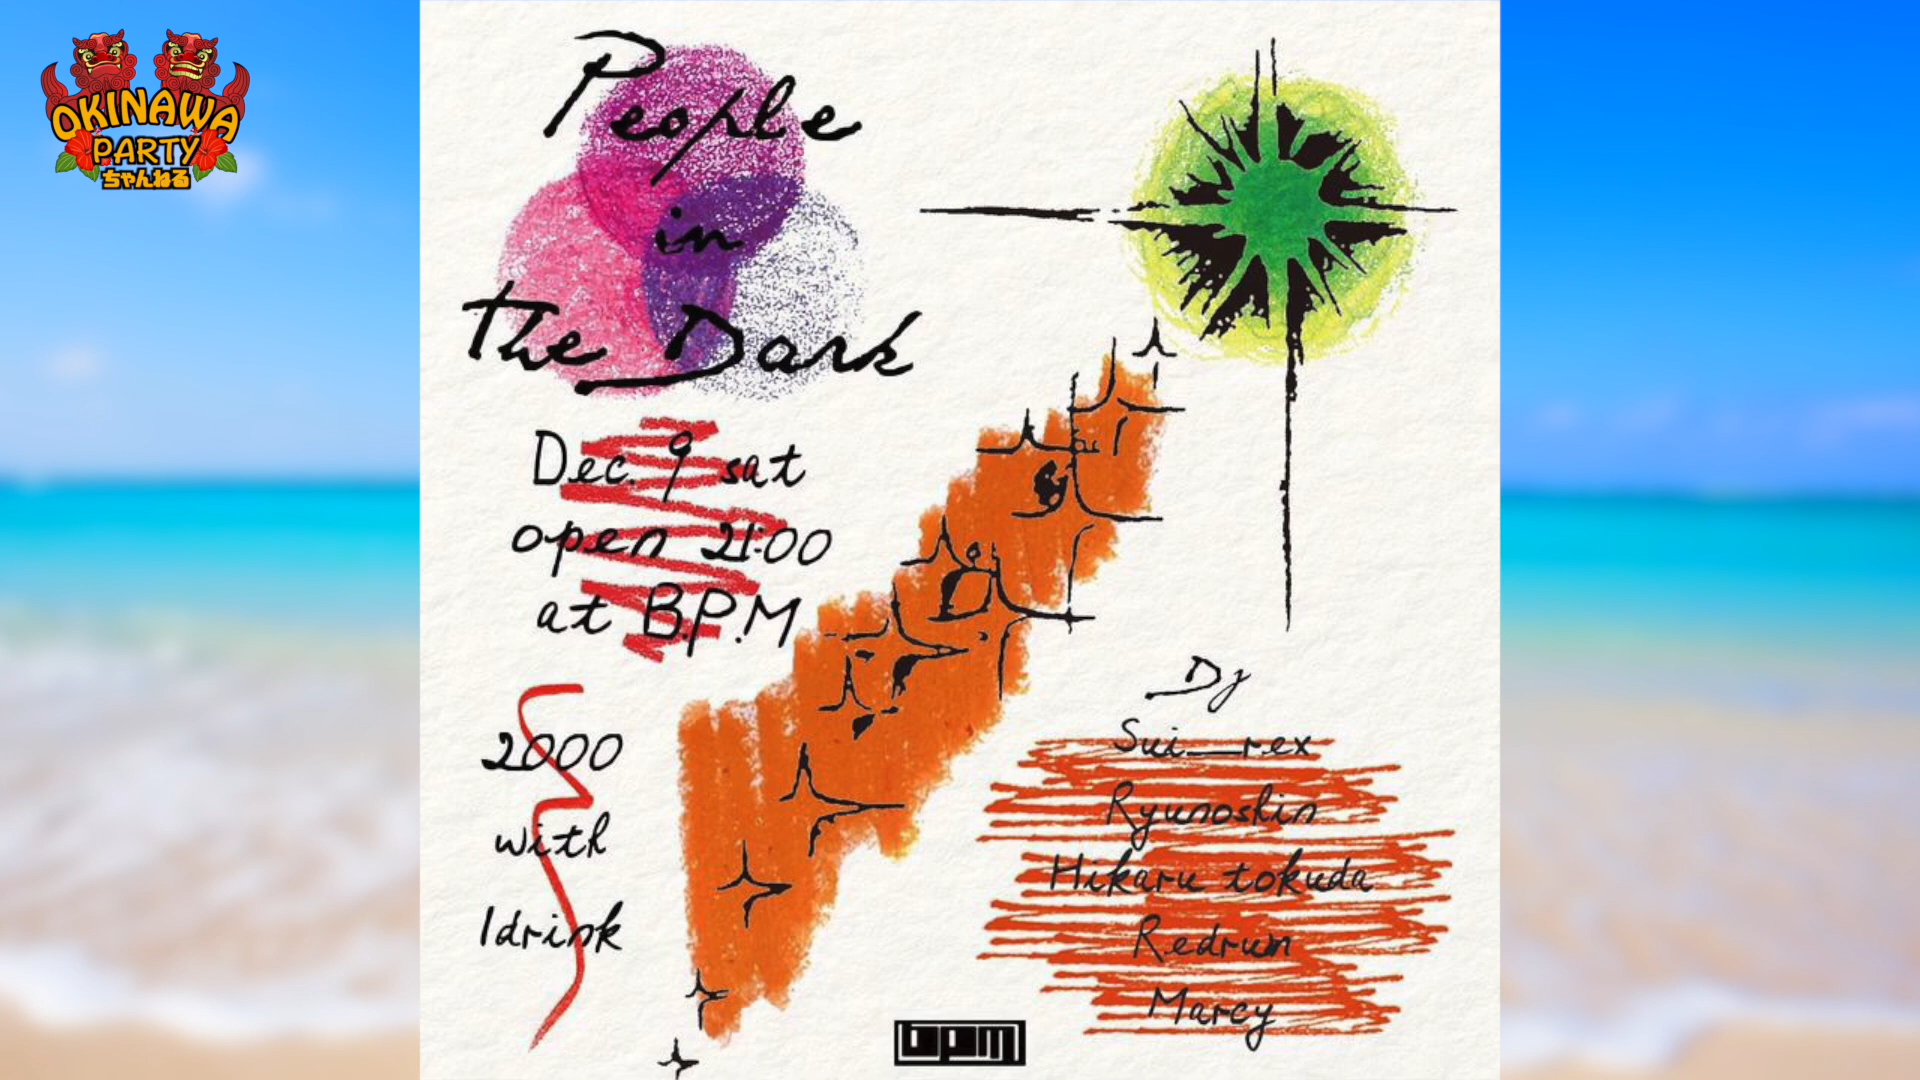 OKINAWA
PARTY
ちゃんねる
People
in
the Dark
Dec. 9 sat
open 21:00
at B.P.M
2000
with
1drink
Dj
Sui_rex
Ryunoshin
Hikaru tokuda
Redrum
Marcy
bpm